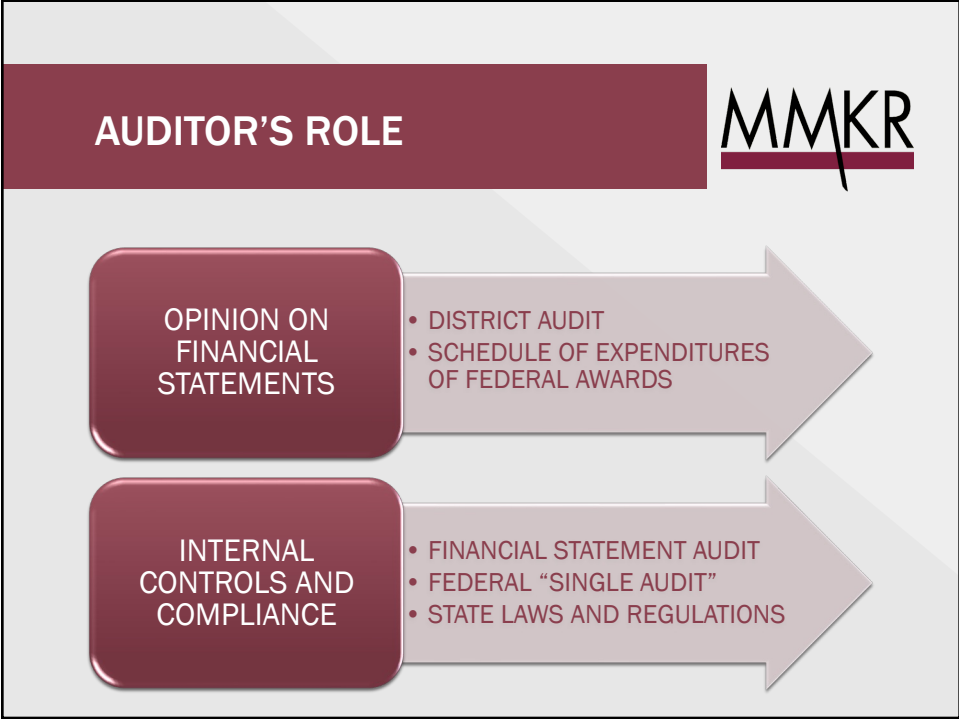 AUDITOR’S ROLE
MMKR
OPINION ON
FINANCIAL
STATEMENTS
• DISTRICT AUDIT
• SCHEDULE OF EXPENDITURES
OF FEDERAL AWARDS
INTERNAL
CONTROLS AND
COMPLIANCE
• FINANCIAL STATEMENT AUDIT
• FEDERAL “SINGLE AUDIT”
• STATE LAWS AND REGULATIONS